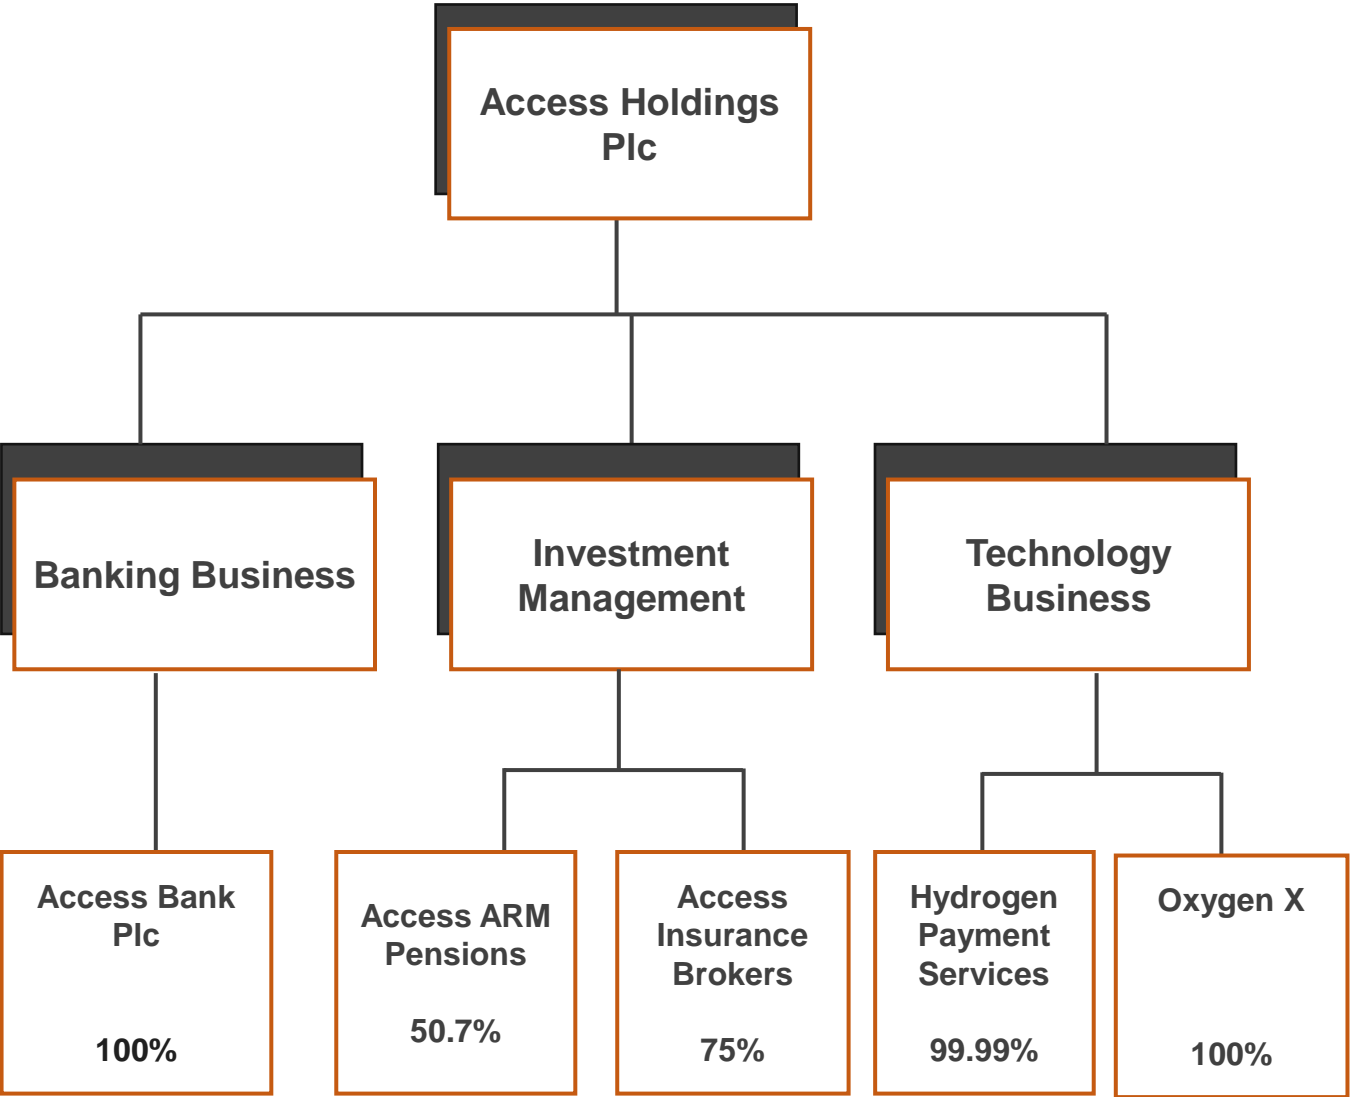 Access Holdings
Plc
Banking Business
Investment
Management
Technology
Business
Access Bank
Plc
100%
Access ARM
Pensions
50.7%
Access
Insurance
Brokers
75%
Hydrogen
Payment
Services
99.99%
Oxygen X
100%